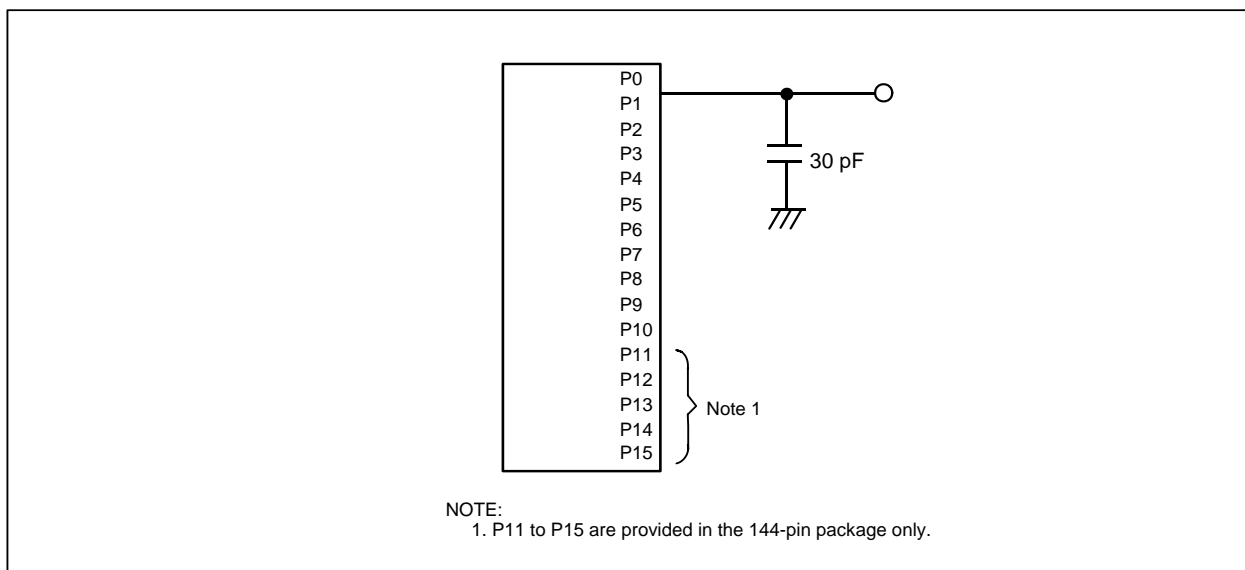 P0
P1
P2
P3
P4
P5
P6
P7
P8
P9
P10
P11
P12
P13
P14
P15
30 pF
Note 1
NOTE:
1. P11 to P15 are provided in the 144-pin package only.